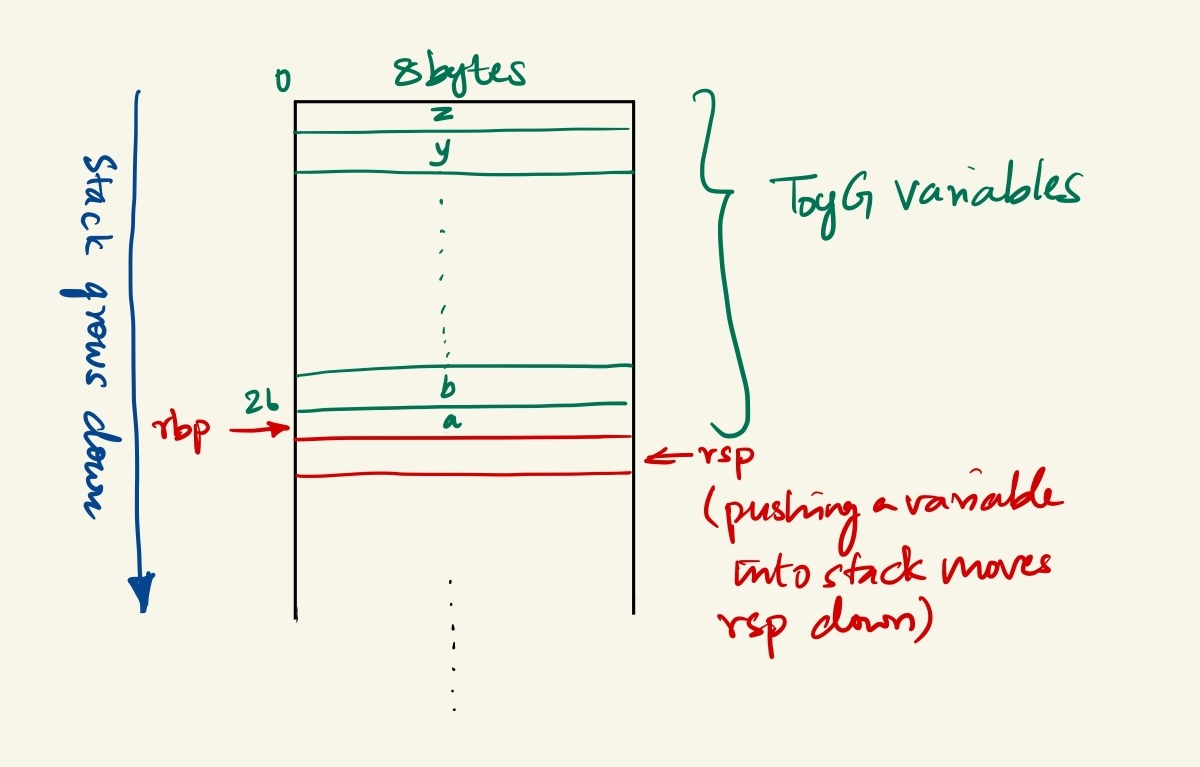 0
8bytes
z
y
ToyG variables
Stack grows down
b
26
a
rbp
rsp
(pushing a variable
into stack moves
rsp down)